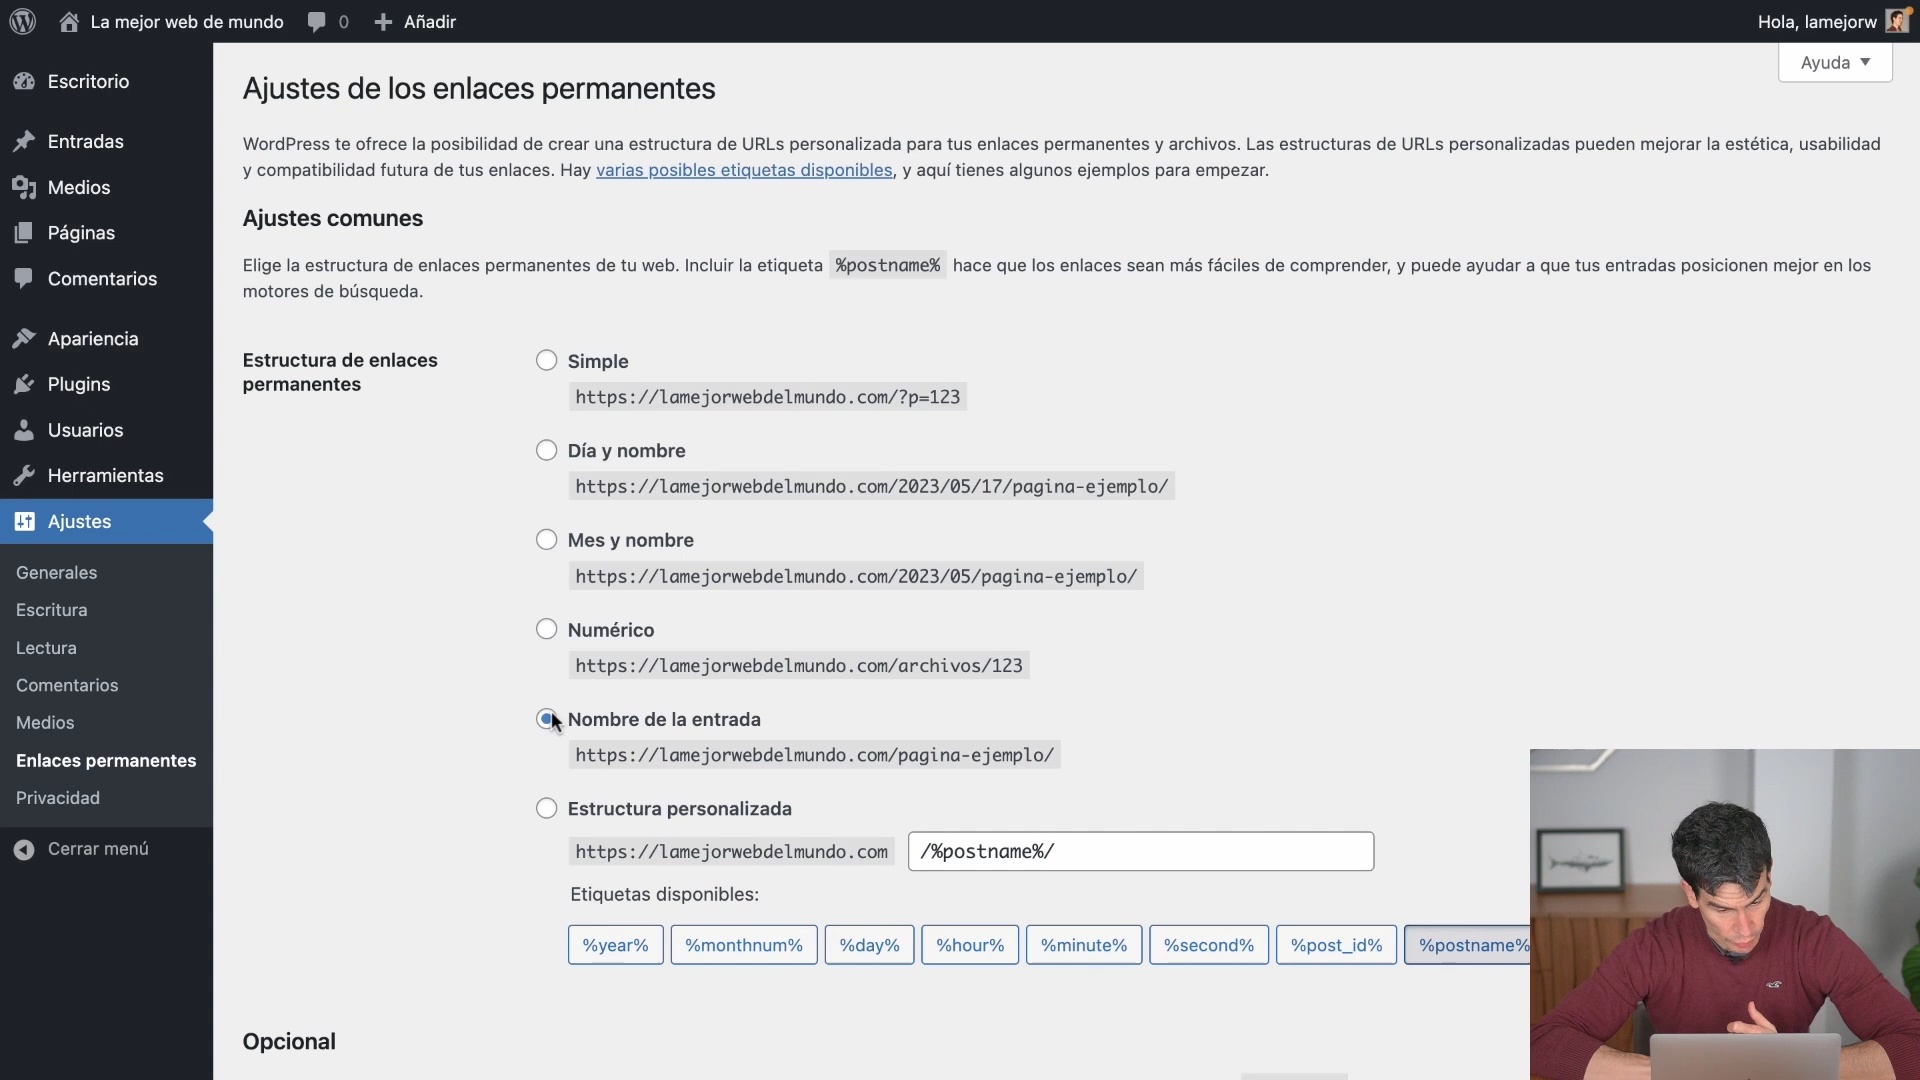 La mejor web de mundo
0
Añadir
Hola, lamejorw
Ayuda
Escritorio
Entradas
Medios
Páginas
Comentarios
Apariencia
Plugins
Usuarios
Herramientas
Ajustes
Generales
Escritura
Lectura
Comentarios
Medios
Enlaces permanentes
Privacidad
Cerrar menú
Ajustes de los enlaces permanentes
WordPress te ofrece la posibilidad de crear una estructura de URLs personalizada para tus enlaces permanentes y archivos. Las estructuras de URLs personalizadas pueden mejorar la estética, usabilidad
y compatibilidad futura de tus enlaces. Hay varias posibles etiquetas disponibles, y aquí tienes algunos ejemplos para empezar.
Ajustes comunes
Elige la estructura de enlaces permanentes de tu web. Incluir la etiqueta %postname% hace que los enlaces sean más fáciles de comprender, y puede ayudar a que tus entradas posicionen mejor en los
motores de búsqueda.
Estructura de enlaces
permanentes
Simple
https://lamejorwebdelmundo.com/?p=123
Día y nombre
https://lamejorwebdelmundo.com/2023/05/17/pagina-ejemplo/
Mes y nombre
https://lamejorwebdelmundo.com/2023/05/pagina-ejemplo/
Numérico
https://lamejorwebdelmundo.com/archivos/123
Nombre de la entrada
https://lamejorwebdelmundo.com/pagina-ejemplo/
Estructura personalizada
https://lamejorwebdelmundo.com /%postname%/
Etiquetas disponibles:
%year% %monthnum% %day% %hour% %minute% %second% %post_id% %postname%
Opcional